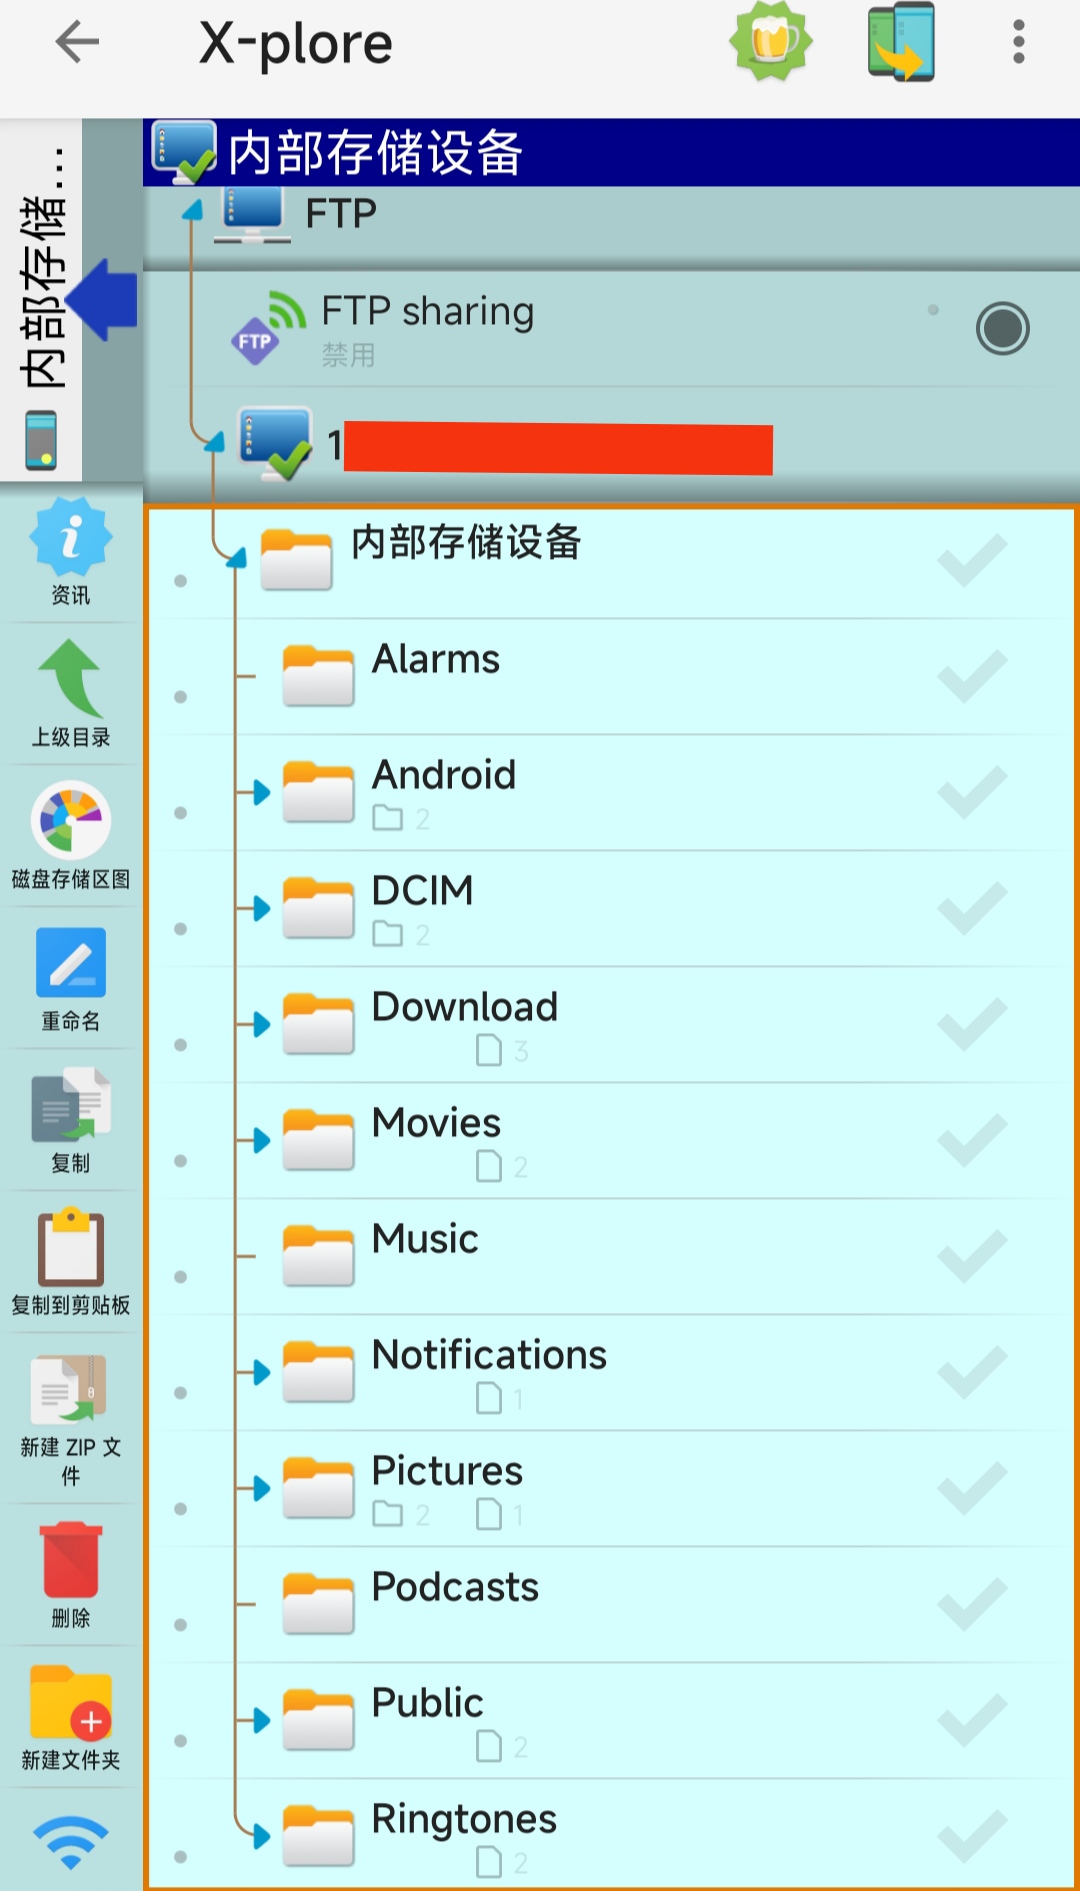 X-plore
内部存储...
内部存储设备
FTP
FTP
FTP sharing
禁用
1
内部存储设备
Alarms
Android
2
DCIM
2
Download
3
Movies
2
Music
Notifications
1
Pictures
2 1
Podcasts
Public
2
Ringtones
2
资讯
上级目录
磁盘存储区图
重命名
复制
复制到剪贴板
新建 ZIP 文
件
删除
新建文件夹